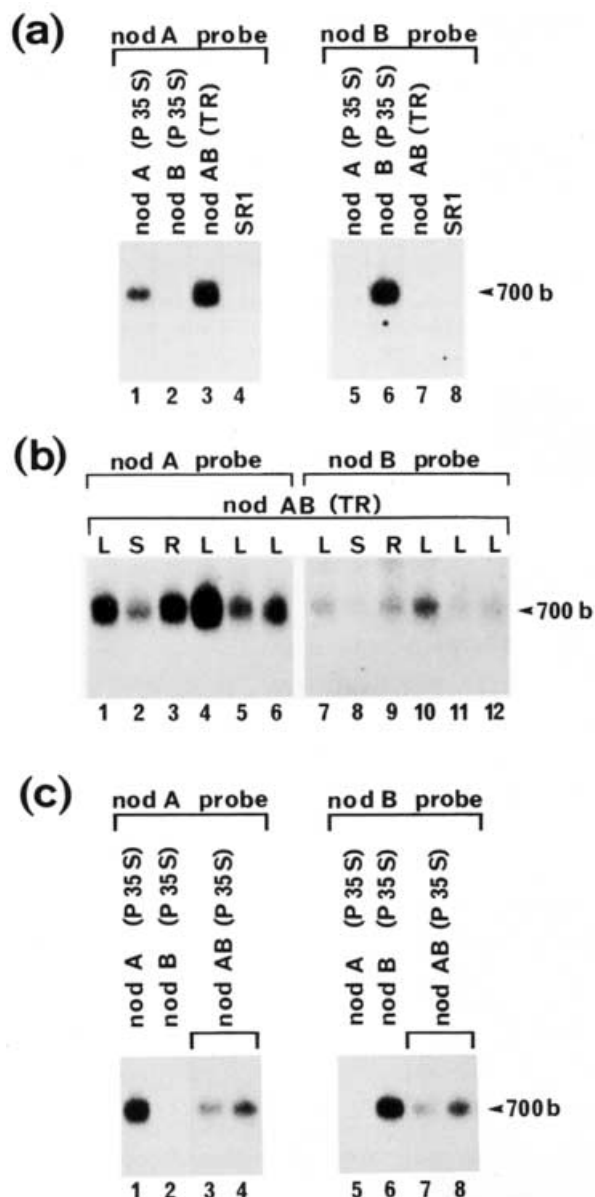 (a)
nod A probe
nod B probe
nod A (P 35 S)
nod B (P 35 S)
nod AB (TR)
SR1
nod A (P 35 S)
nod B (P 35 S)
nod AB (TR)
SR1
◄700 b
1 2 3 4
5 6 7 8
(b)
nod A probe
nod B probe
nod AB (TR)
L S R L L L
L S R L L L
◄700 b
1 2 3 4 5 6
7 8 9 10 11 12
(c)
nod A probe
nod B probe
nod A (P 35 S)
nod B (P 35 S)
nod AB (P 35 S)
nod A (P 35 S)
nod B (P 35 S)
nod AB (P 35 S)
◄700 b
1 2 3 4
5 6 7 8